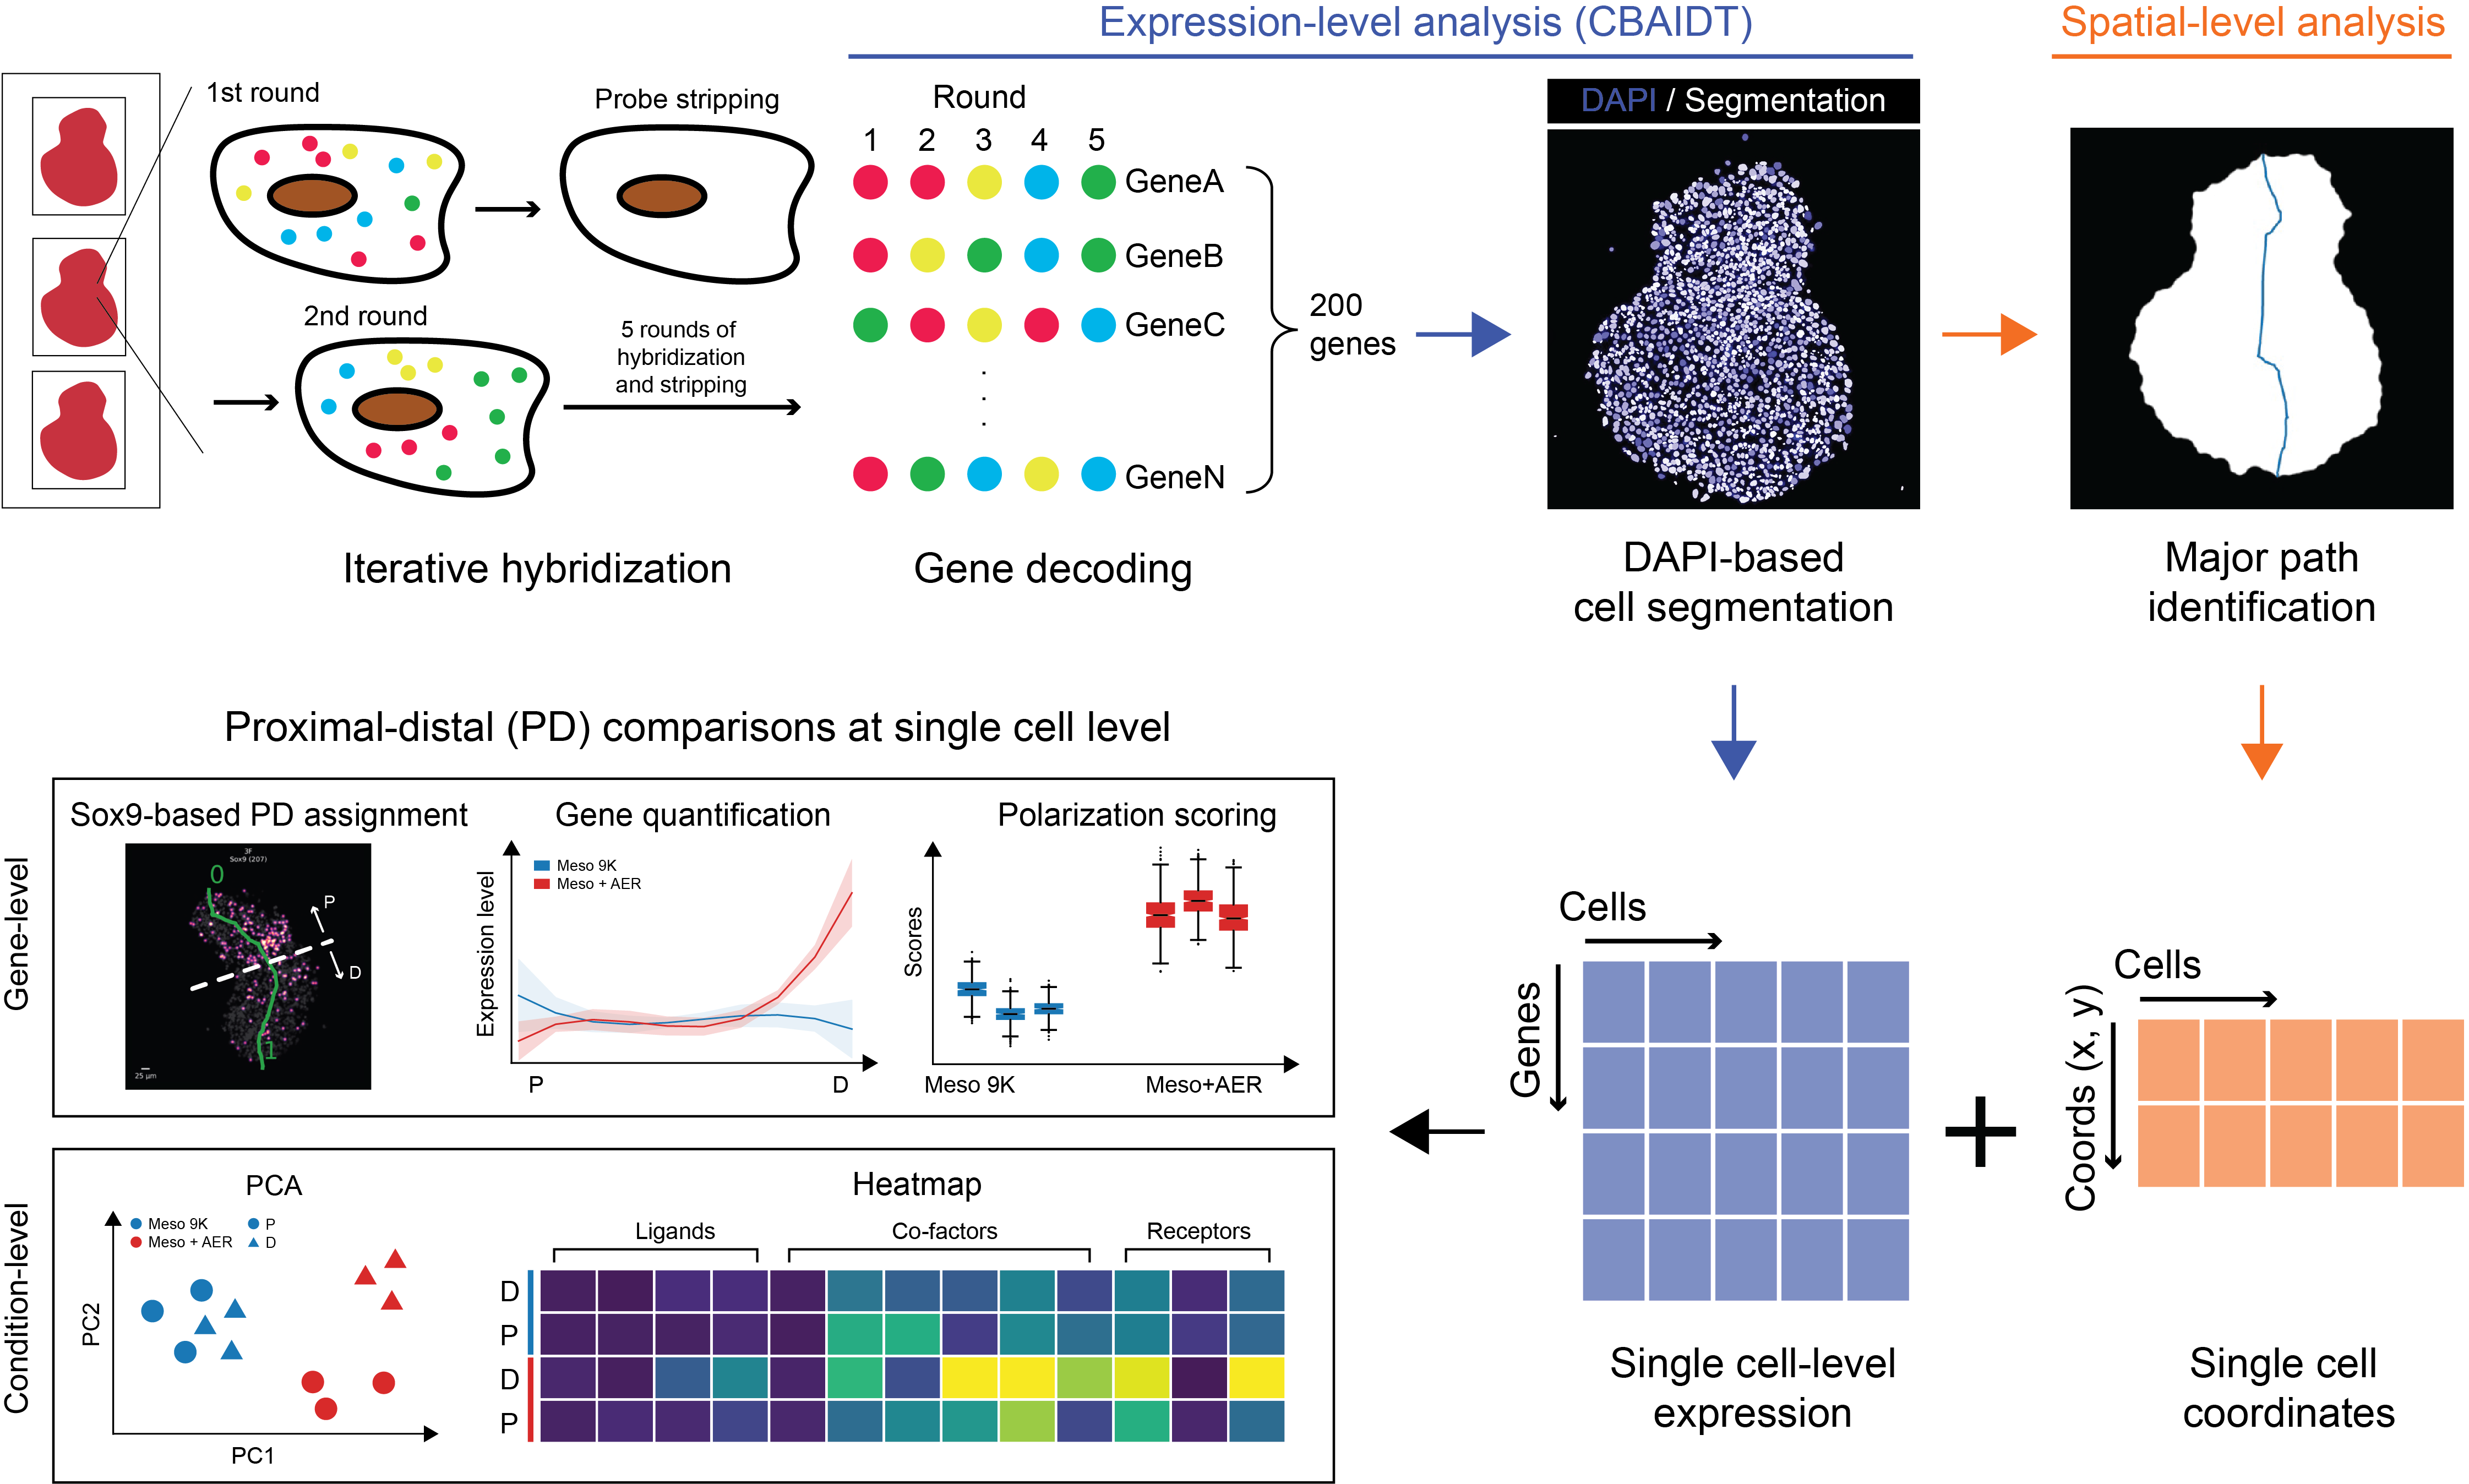 Expression-level analysis (CBAIDT)
Spatial-level analysis
1st round
Probe stripping
2nd round
5 rounds of
hybridization
and stripping
Round
1 2 3 4 5
GeneA
GeneB
GeneC
.
.
.
GeneN
200
genes
DAPI / Segmentation
Iterative hybridization
Gene decoding
DAPI-based
cell segmentation
Major path
identification
Proximal-distal (PD) comparisons at single cell level
Gene-level
Sox9-based PD assignment
3F
Sox9 (207)
0
P
D
1
25 µm
Gene quantification
Expression level
Meso 9K
Meso + AER
P
D
Polarization scoring
Scores
Meso 9K
Meso+AER
Condition-level
PCA
Meso 9K
P
Meso + AER
D
PC2
PC1
Heatmap
Ligands
Co-factors
Receptors
D
P
D
P
Cells
Genes
Single cell-level
expression
+
Cells
Coords (x, y)
Single cell
coordinates